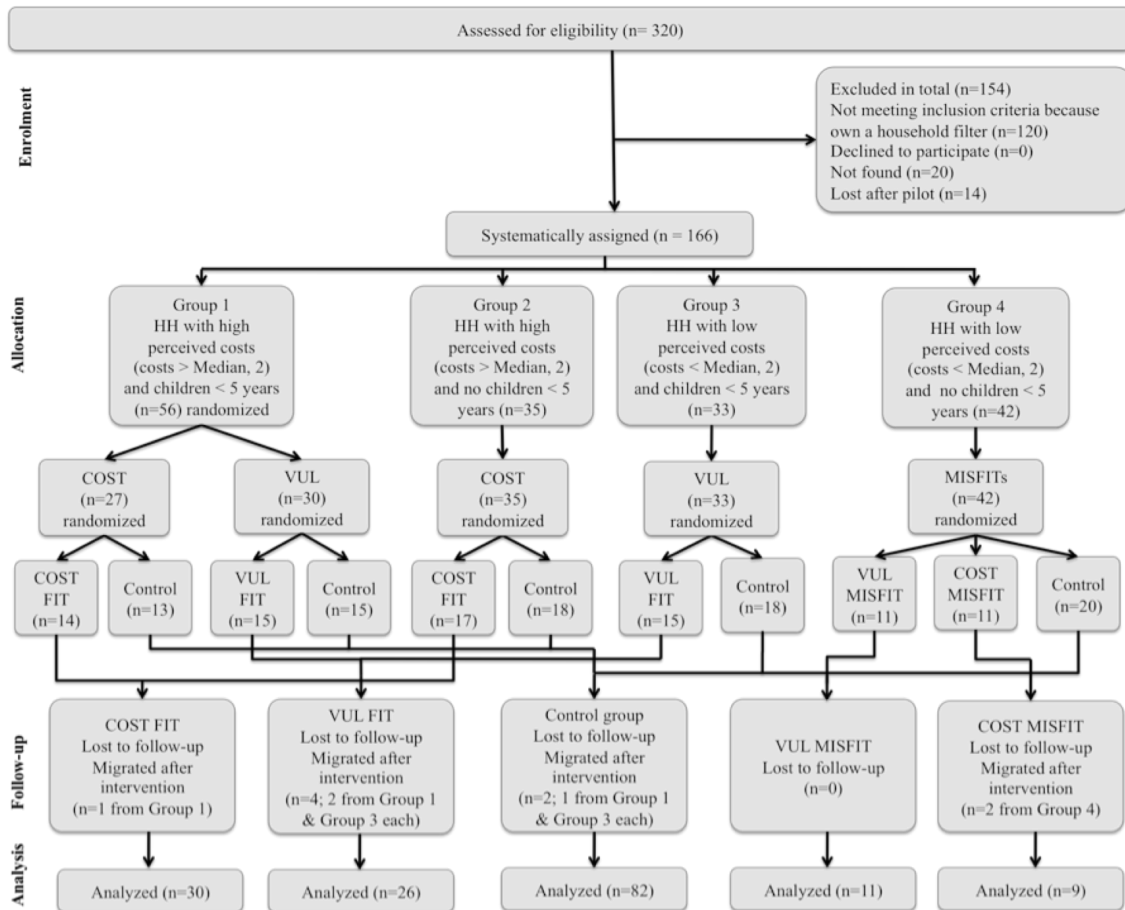 Assessed for eligibility (n= 320)
Enrolment
Excluded in total (n=154)
Not meeting inclusion criteria because
own a household filter (n=120)
Declined to participate (n=0)
Not found (n=20)
Lost after pilot (n=14)
Systematically assigned (n = 166)
Allocation
Group 1
HH with high
perceived costs
(costs > Median, 2)
and children < 5 years
(n=56) randomized
Group 2
HH with high
perceived costs
(costs > Median, 2)
and no children < 5
years (n=35)
Group 3
HH with low
perceived costs
(costs < Median, 2)
and children < 5 years
(n=33)
Group 4
HH with low
perceived costs
(costs < Median, 2)
and no children < 5
years (n=42)
COST
(n=27)
randomized
VUL
(n=30)
randomized
COST
(n=35)
randomized
VUL
(n=33)
randomized
MISFITs
(n=42)
randomized
COST
FIT
(n=14)
Control
(n=13)
VUL
FIT
(n=15)
Control
(n=15)
COST
FIT
(n=17)
Control
(n=18)
VUL
FIT
(n=15)
Control
(n=18)
VUL
MISFIT
(n=11)
COST
MISFIT
(n=11)
Control
(n=20)
Follow-up
COST FIT
Lost to follow-up
Migrated after
intervention
(n=1 from Group 1)
VUL FIT
Lost to follow-up
Migrated after
intervention
(n=4; 2 from Group 1
& Group 3 each)
Control group
Lost to follow-up
Migrated after
intervention
(n=2; 1 from Group 1
& Group 3 each)
VUL MISFIT
Lost to follow-up
(n=0)
COST MISFIT
Lost to follow-up
Migrated after
intervention
(n=2 from Group 4)
Analysis
Analyzed (n=30)
Analyzed (n=26)
Analyzed (n=82)
Analyzed (n=11)
Analyzed (n=9)